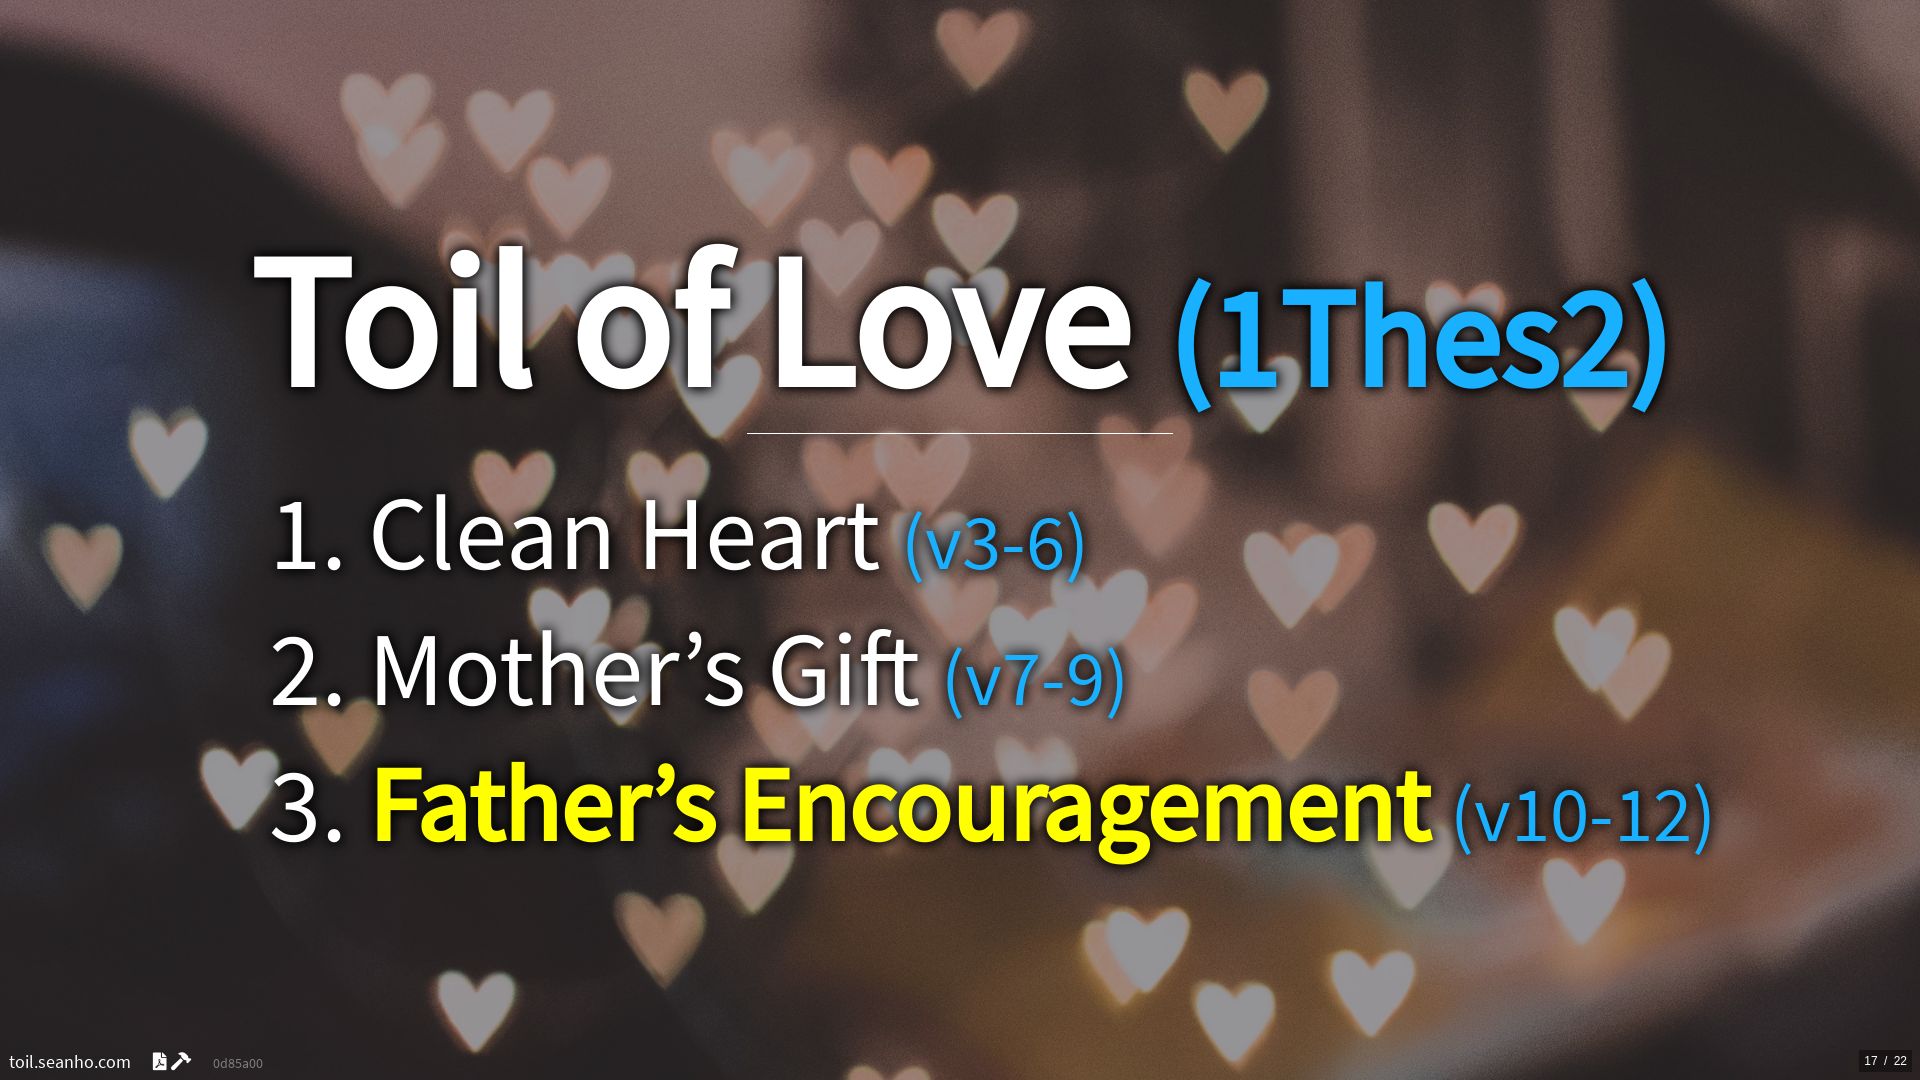 Toil of Love (1Thes2)
1. Clean Heart (v3-6)
2. Mother’s Gift (v7-9)
3. Father’s Encouragement (v10-12)
toil.seanho.com 0d85a00
17 / 22